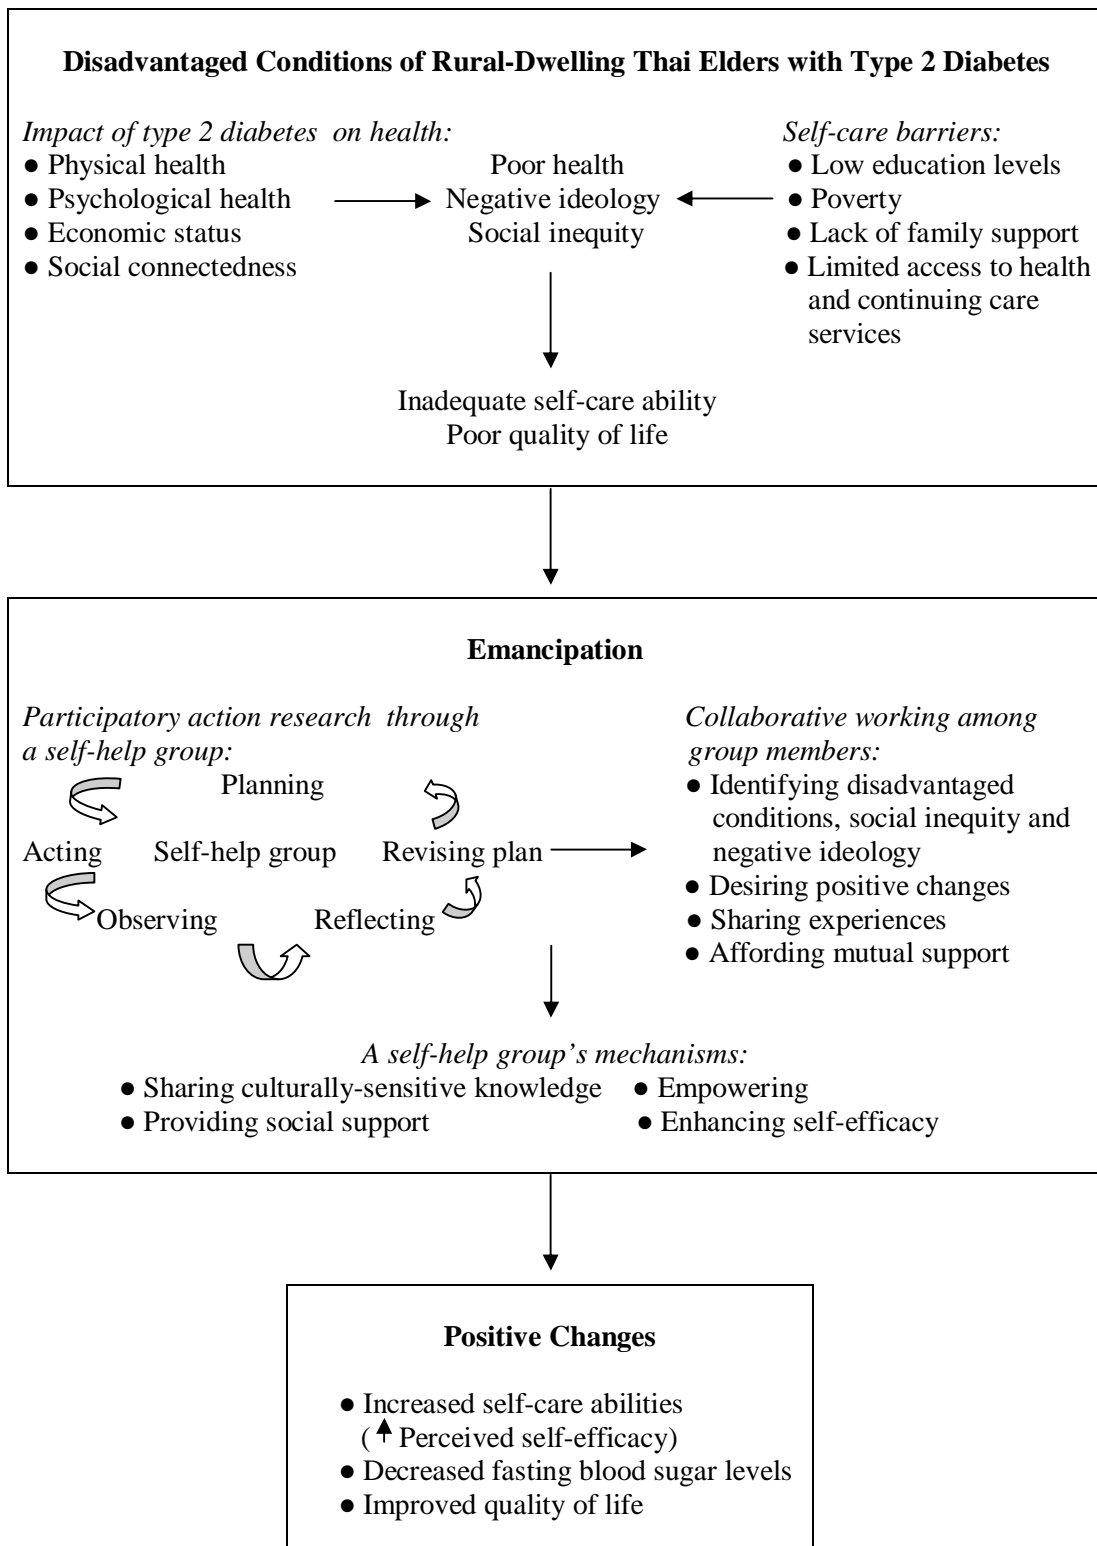 Disadvantaged Conditions of Rural-Dwelling Thai Elders with Type 2 Diabetes
Impact of type 2 diabetes on health:
● Physical health
● Psychological health
● Economic status
● Social connectedness
Poor health
Negative ideology
Social inequity
Self-care barriers:
● Low education levels
● Poverty
● Lack of family support
● Limited access to health
and continuing care
services
Inadequate self-care ability
Poor quality of life
Emancipation
Participatory action research through
a self-help group:
Planning
Acting
Self-help group
Revising plan
Observing
Reflecting
Collaborative working among
group members:
● Identifying disadvantaged
conditions, social inequity and
negative ideology
● Desiring positive changes
● Sharing experiences
● Affording mutual support
A self-help group’s mechanisms:
● Sharing culturally-sensitive knowledge ● Empowering
● Providing social support ● Enhancing self-efficacy
Positive Changes
● Increased self-care abilities
(↑ Perceived self-efficacy)
● Decreased fasting blood sugar levels
● Improved quality of life